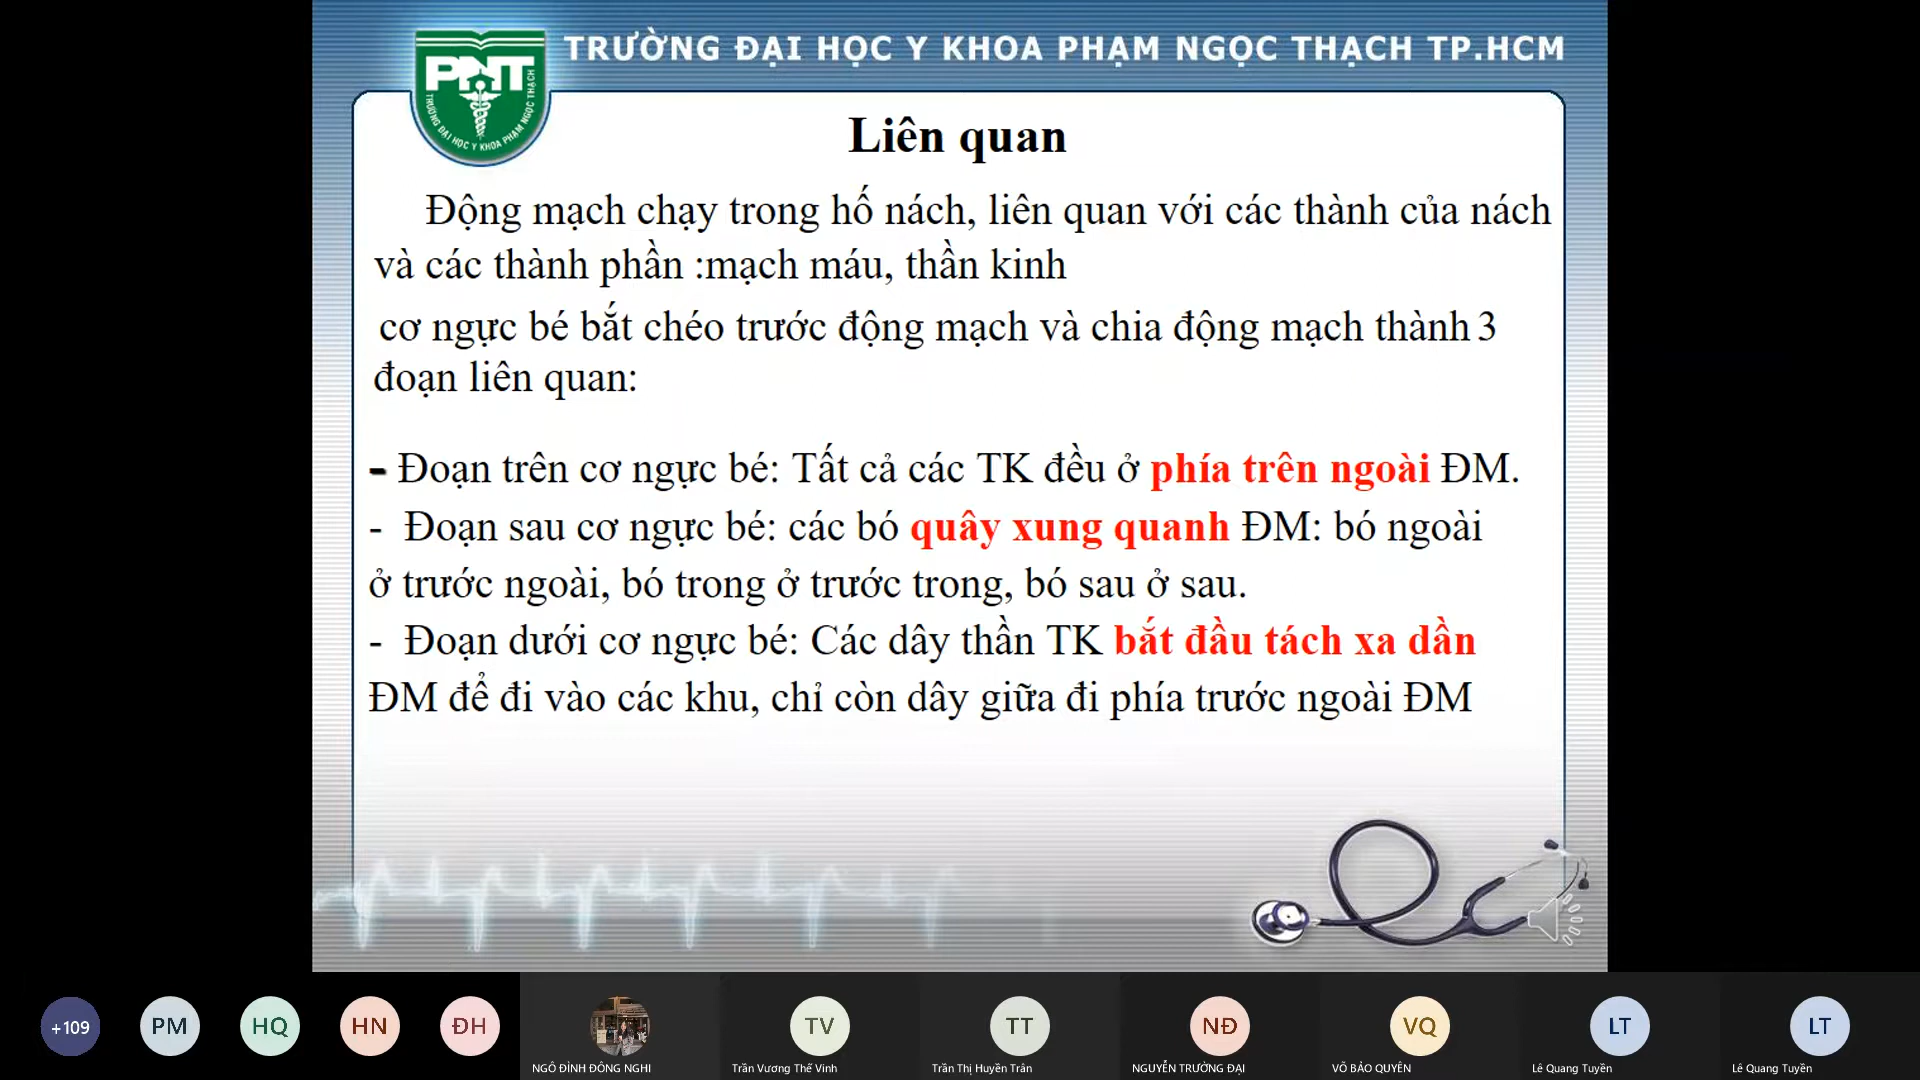 TRƯỜNG ĐẠI HỌC Y KHOA PHẠM NGỌC THẠCH TP.HCM
PNT
TRƯỜNG ĐẠI HỌC Y KHOA PHẠM NGỌC THẠCH
Liên quan
Động mạch chạy trong hố nách, liên quan với các thành của nách
và các thành phần :mạch máu, thần kinh
cơ ngực bé bắt chéo trước động mạch và chia động mạch thành 3
đoạn liên quan:
- Đoạn trên cơ ngực bé: Tất cả các TK đều ở phía trên ngoài ĐM.
- Đoạn sau cơ ngực bé: các bó quây xung quanh ĐM: bó ngoài
ở trước ngoài, bó trong ở trước trong, bó sau ở sau.
- Đoạn dưới cơ ngực bé: Các dây thần TK bắt đầu tách xa dần
ĐM để đi vào các khu, chỉ còn dây giữa đi phía trước ngoài ĐM
+109
PM
HQ
HN
ĐH
TV
TT
NĐ
VQ
LT
LT
NGÔ ĐÌNH ĐÔNG NGHI
Trần Vương Thế Vinh
Trần Thị Huyền Trân
NGUYỄN TRƯỜNG ĐẠI
VÕ BẢO QUYÊN
Lê Quang Tuyền
Lê Quang Tuyền